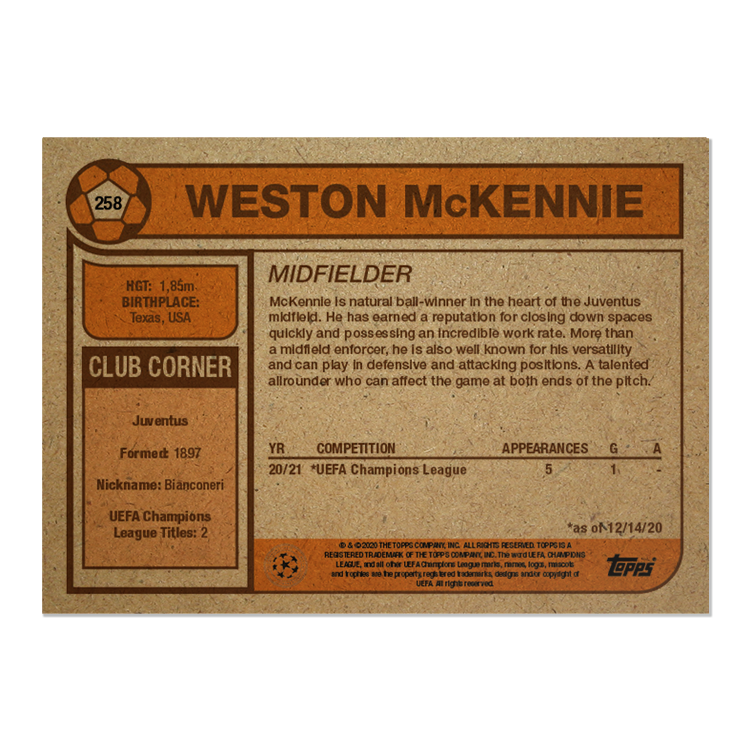 258
WESTON McKENNIE
HGT: 1,85m
BIRTHPLACE:
Texas, USA
CLUB CORNER
Juventus
Formed: 1897
Nickname: Bianconeri
UEFA Champions
League Titles: 2
MIDFIELDER
McKennie is natural ball-winner in the heart of the Juventus
midfield. He has earned a reputation for closing down spaces
quickly and possessing an incredible work rate. More than
a midfield enforcer, he is also well known for his versatility
and can play in defensive and attacking positions. A talented
allrounder who can affect the game at both ends of the pitch.
YR COMPETITION APPEARANCES G A
20/21 *UEFA Champions League 5 1 -
*as of 12/14/20
® & © 2020 THE TOPPS COMPANY, INC. ALL RIGHTS RESERVED. TOPPS IS A
REGISTERED TRADEMARK OF THE TOPPS COMPANY, INC. The word UEFA, CHAMPIONS
LEAGUE, and all other UEFA Champions League marks, names, logos, mascots
and trophies are the property, registered trademarks, designs and/or copyright of
UEFA. All rights reserved.
topps